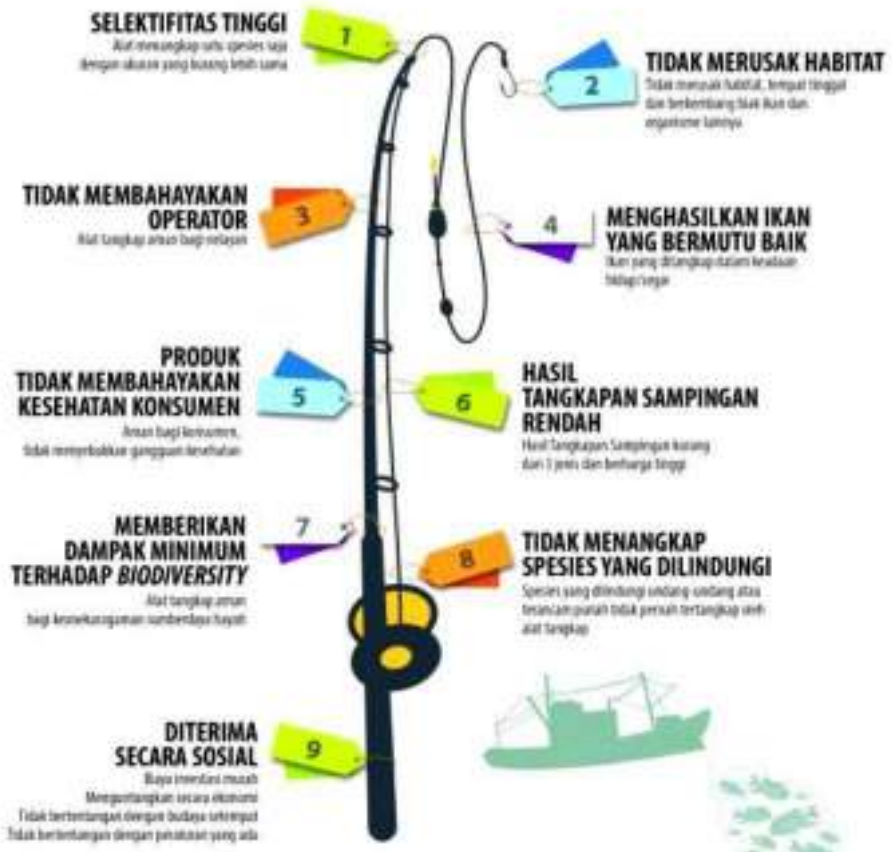 SELEKTIFITAS TINGGI
Alat menangkap satu spesies saja
dengan ukuran yang kurang lebih sama
1
2
TIDAK MERUSAK HABITAT
Tidak merusak habitat, tempat tinggal
dan berkembang biak ikan dan
organisme lainnya
TIDAK MEMBAHAYAKAN
OPERATOR
Alat tangkap aman bagi nelayan
3
4
MENGHASILKAN IKAN
YANG BERMUTU BAIK
Ikan yang ditangkap dalam keadaan
hidup/segar
PRODUK
TIDAK MEMBAHAYAKAN
KESEHATAN KONSUMEN
Aman bagi konsumen,
tidak menyebabkan gangguan kesehatan
5
6
HASIL
TANGKAPAN SAMPINGAN
RENDAH
Hasil Tangkapan Sampingan kurang
dari 3 jenis dan berharga tinggi
MEMBERIKAN
DAMPAK MINIMUM
TERHADAP BIODIVERSITY
Alat tangkap aman
bagi keanekaragaman sumberdaya hayati
7
8
TIDAK MENANGKAP
SPESIES YANG DILINDUNGI
Spesies yang dilindungi undang-undang atau
terancam punah tidak pernah tertangkap oleh
alat tangkap
DITERIMA
SECARA SOSIAL
Biaya investasi murah
Menguntungkan secara ekonomi
Tidak bertentangan dengan budaya setempat
Tidak bertentangan dengan peraturan yang ada
9